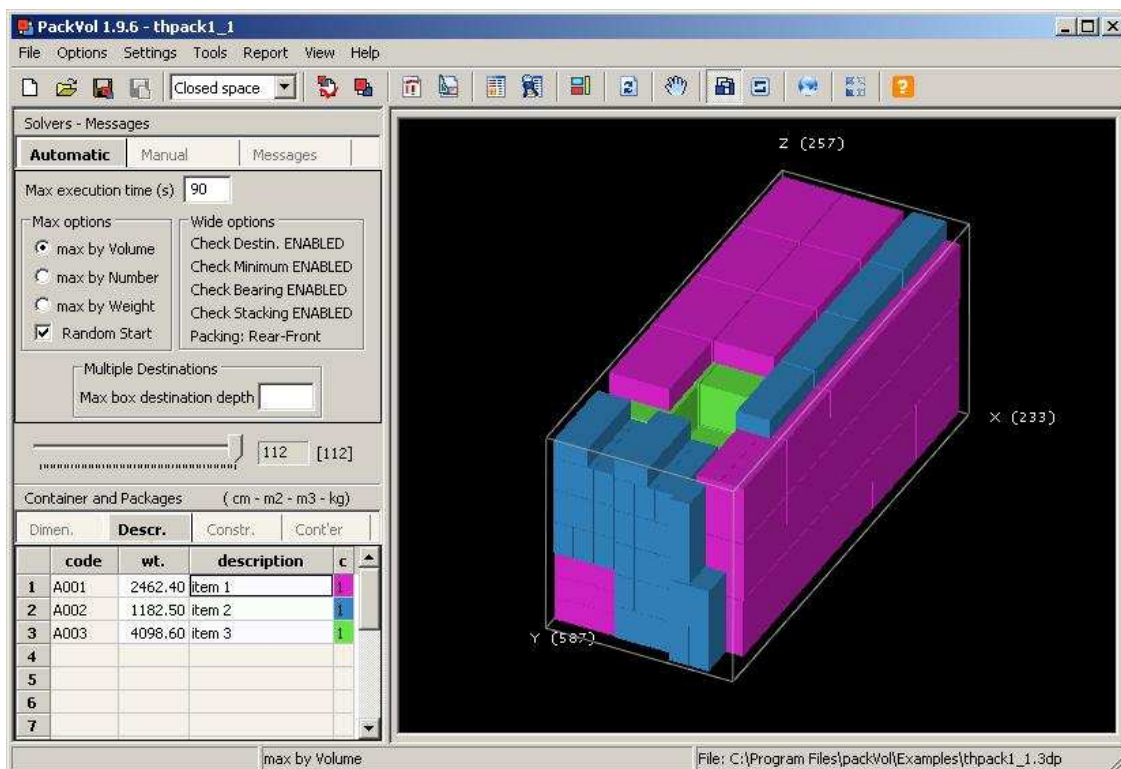 PackVol 1.9.6 - thpack1_1
File Options Settings Tools Report View Help
Closed space
Solvers - Messages
Automatic Manual Messages
Max execution time (s) 90
Max options
max by Volume
max by Number
max by Weight
Random Start
Wide options
Check Destin. ENABLED
Check Minimum ENABLED
Check Bearing ENABLED
Check Stacking ENABLED
Packing: Rear-Front
Multiple Destinations
Max box destination depth
112 [112]
Container and Packages ( cm - m2 - m3 - kg)
Dimen. Descr. Constr. Cont'er
code wt. description c
1 A001 2462.40 item 1 1
2 A002 1182.50 item 2 1
3 A003 4098.60 item 3 1
4
5
6
7
Z (257)
X (233)
Y (587)
max by Volume
File: C:\Program Files\packVol\Examples\thpack1_1.3dp